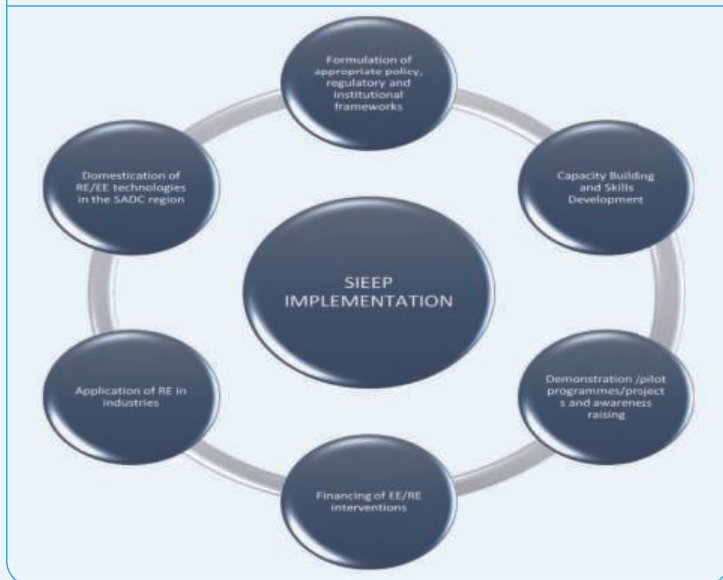 Formulation of
appropriate policy,
regulatory and
institutional
frameworks
Capacity Building
and Skills
Development
Demonstration /pilot
programmes/project
s and awareness
raising
Financing of EE/RE
interventions
Application of RE in
industries
Domestication of
RE/EE technologies
in the SADC region
SIEEP
IMPLEMENTATION